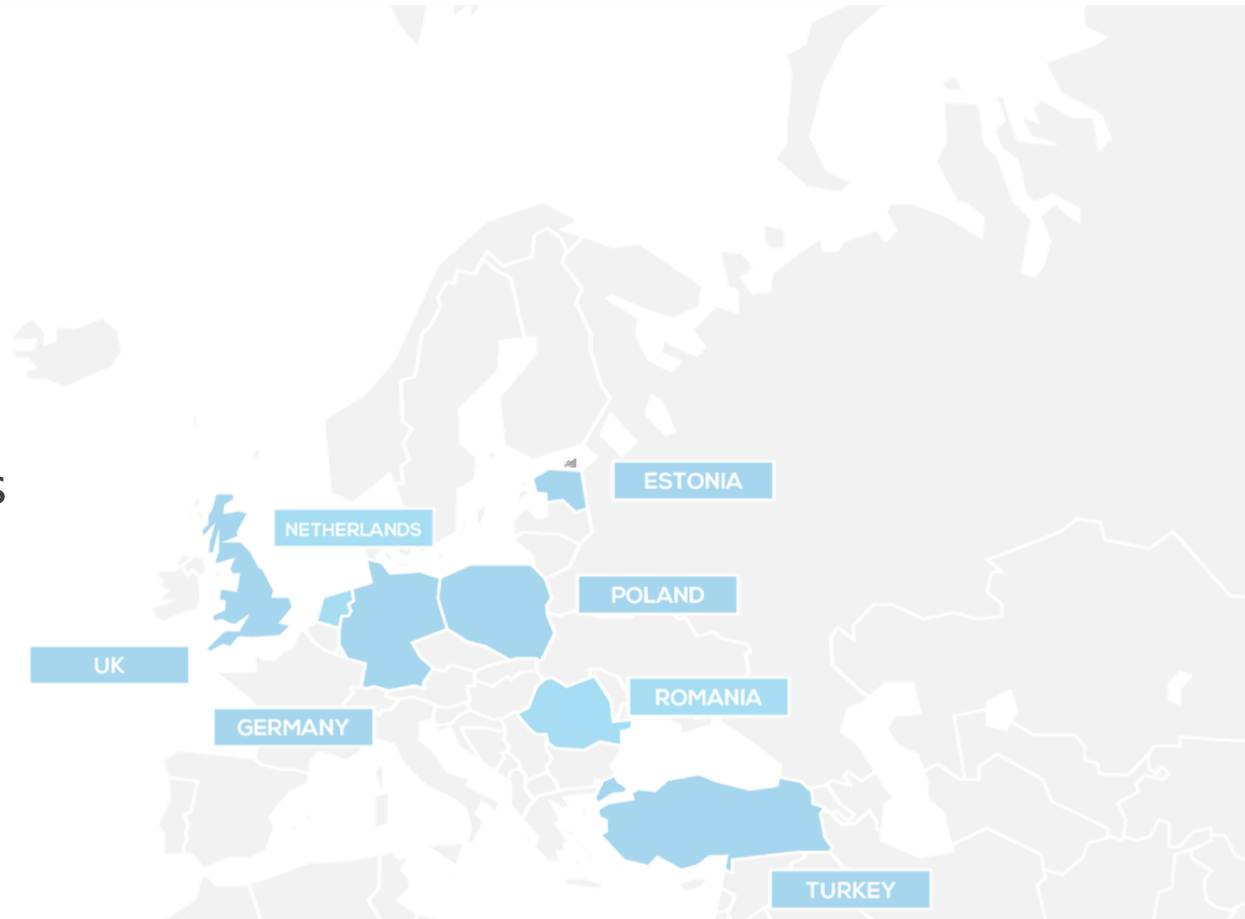 ESTONIA
S
NETHERLANDS
POLAND
UK
ROMANIA
GERMANY
TURKEY